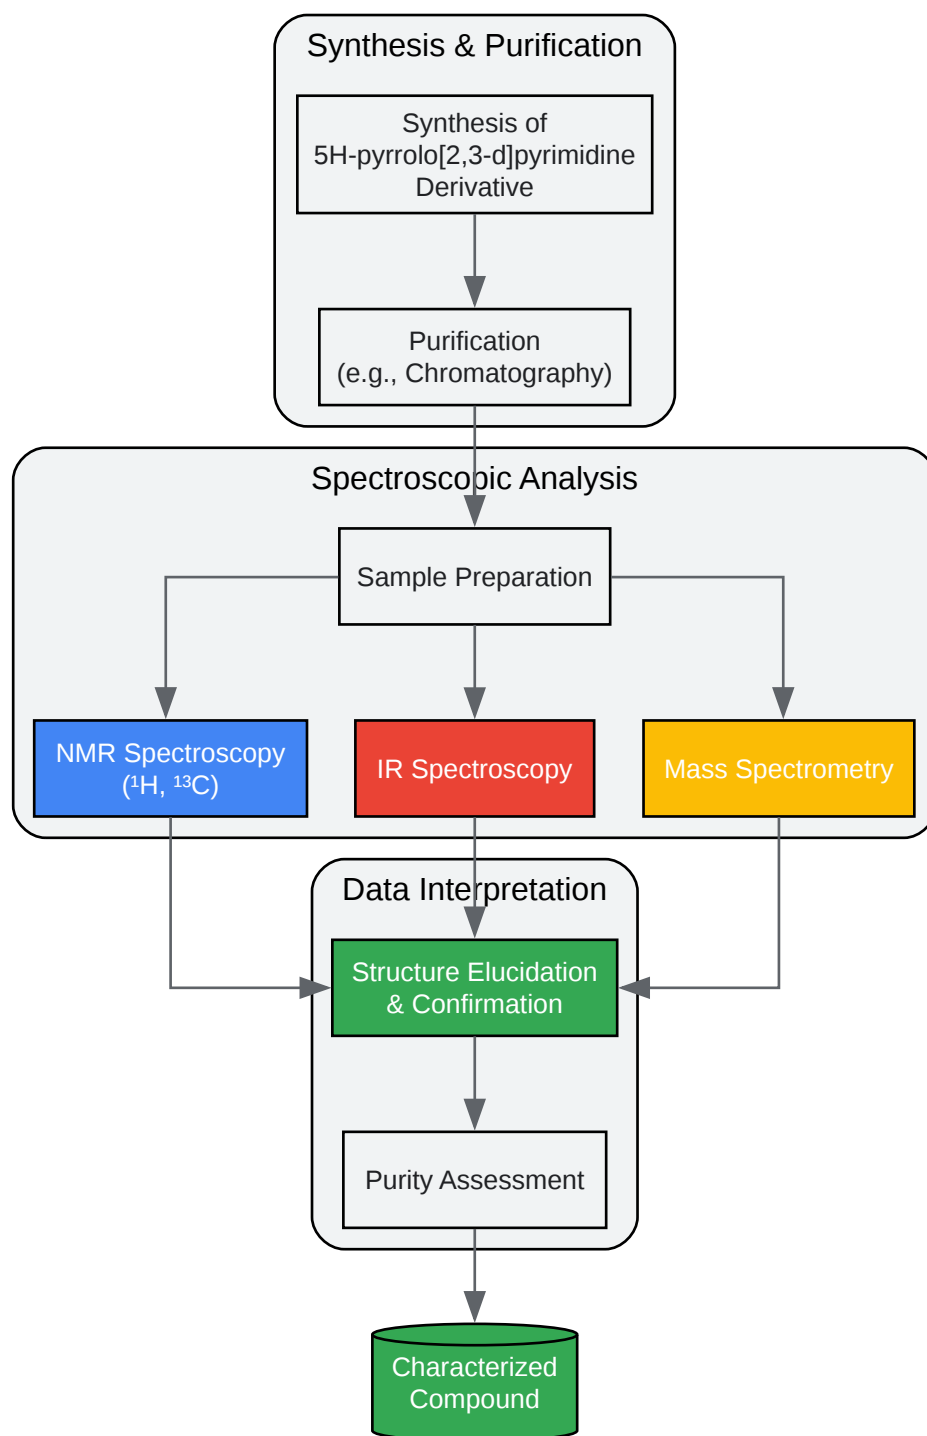 Synthesis & Purification
Synthesis of
5H-pyrrolo[2,3-d]pyrimidine
Derivative
Purification
(e.g., Chromatography)
Spectroscopic Analysis
Sample Preparation
NMR Spectroscopy
(¹H, ¹³C)
IR Spectroscopy
Mass Spectrometry
Data Interpretation
Structure Elucidation
& Confirmation
Purity Assessment
Characterized
Compound